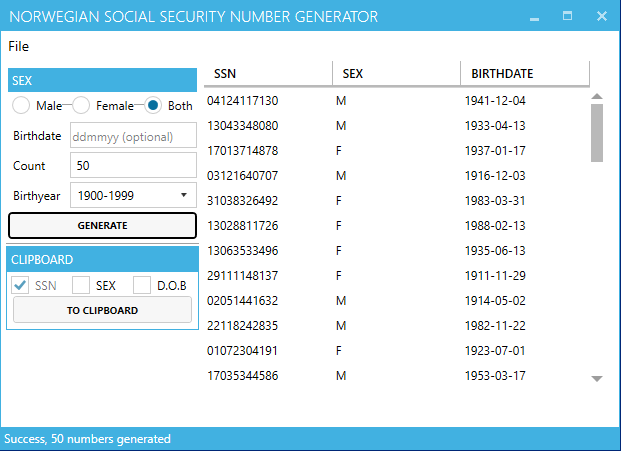 NORWEGIAN SOCIAL SECURITY NUMBER GENERATOR
File
SEX
Male Female Both
Birthdate ddmmyy (optional)
Count 50
Birthyear 1900-1999
GENERATE
CLIPBOARD
SSN SEX D.O.B
TO CLIPBOARD
SSN SEX BIRTHDATE
04124117130 M 1941-12-04
13043348080 M 1933-04-13
17013714878 F 1937-01-17
03121640707 M 1916-12-03
31038326492 F 1983-03-31
13028811726 F 1988-02-13
13063533496 F 1935-06-13
29111148137 F 1911-11-29
02051441632 M 1914-05-02
22118242835 M 1982-11-22
01072304191 F 1923-07-01
17035344586 M 1953-03-17
Success, 50 numbers generated